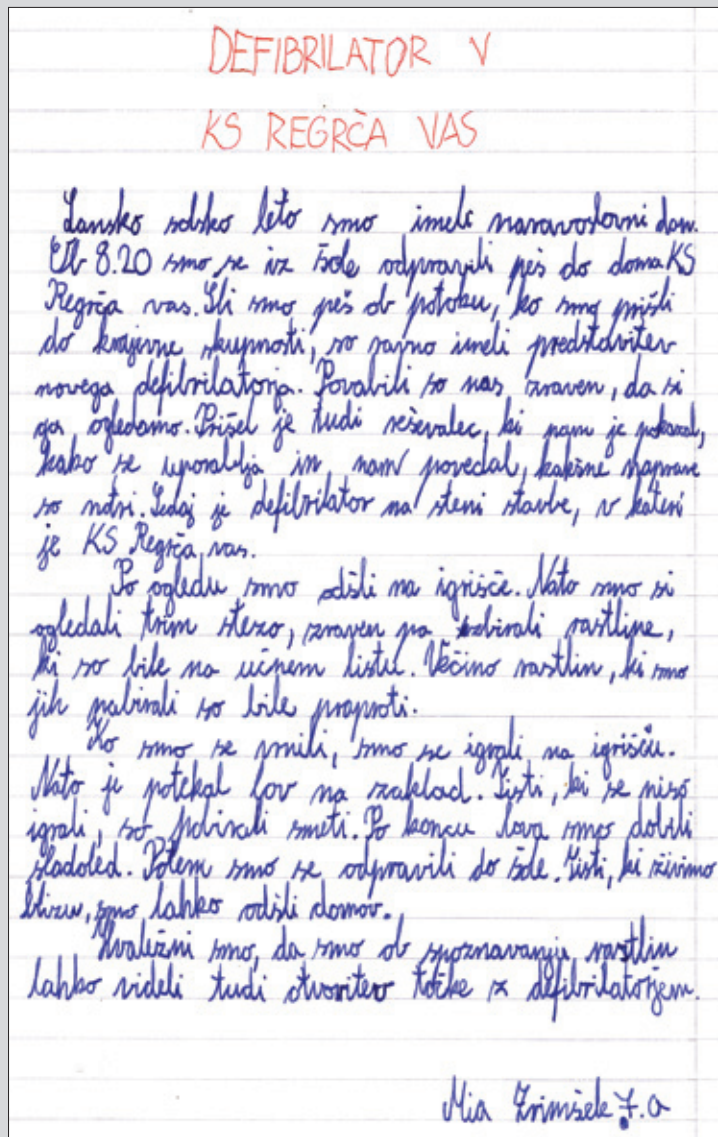 DEFIBRILATOR V
KS REGRČA VAS
Lansko šolsko leto smo imeli naravoslovni dan.
Ob 8.20 smo se iz šole odpravili peš do doma KS
Regrča vas. Šli smo peš ob potoku, ko smo prišli
do krajevne skupnosti, so ravno imeli predstavitev
novega defibrilatorja. Povabili so nas zraven, da si
ga ogledamo. Prišel je tudi reševalec, ki nam je pokazal,
kako se uporablja in nam povedal, kakšne naprave
so notri. Sedaj je defibrilator na steni stavbe, v kateri
je KS Regrča vas.
Po ogledu smo odšli na igrišče. Nato smo si
ogledali trim stezo, zraven pa nabirali rastline,
ki so bile na učnem listu. Večino rastlin, ki smo
jih nabirali so bile praproti.
Ko smo se vrnili, smo se igrali na igrišču.
Nato je potekal lov na zaklad. Tisti, ki se niso
igrali, so pobirali smeti. Po koncu lova smo dobili
sladoled. Potem smo se odpravili do šole. Tisti, ki živimo
blizu, smo lahko odšli domov.
Hvaležni smo, da smo ob spoznavanju rastlin
lahko videli tudi otvoritev točke z defibrilatorjem.
Mia Zrimšek 7. a